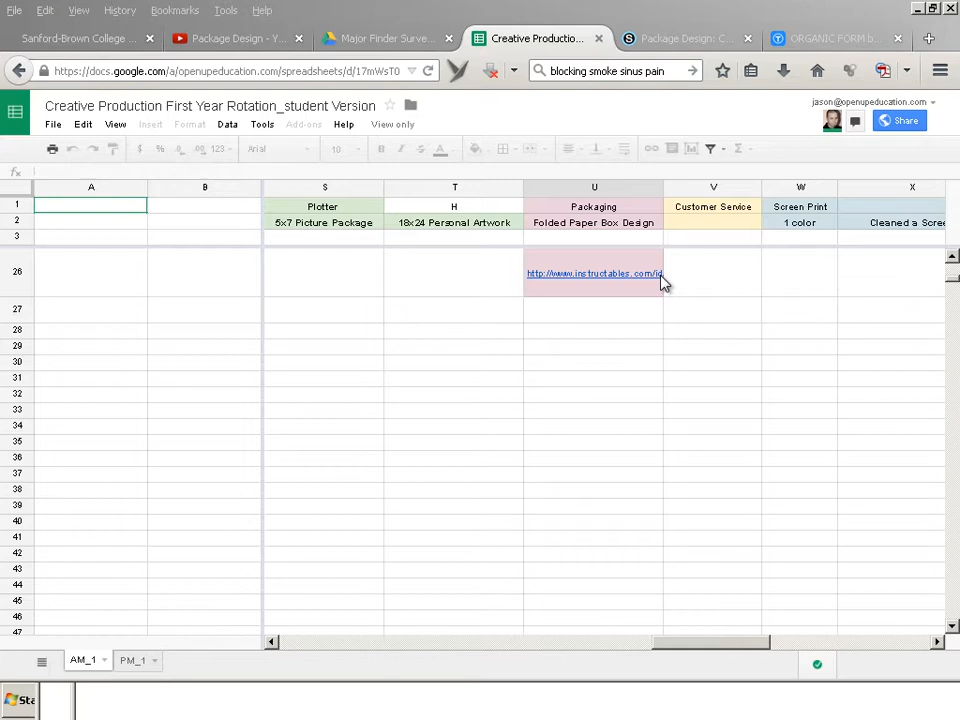 File Edit View History Bookmarks Tools Help
Sanford-Brown College
Package Design - Y...
Major Finder Surve...
Creative Productio...
Package Design: C
ORGANIC FORM b...
https://docs.google.com/a/openupeducation.com/spreadsheets/d/17mWsT0
blocking smoke sinus pain
Creative Production First Year Rotation_student Version
jason@openupeducation.com
File Edit View Insert Format Data Tools Add-ons Help View only
Share
$ % .0 .00 123 Arial 10 B I S A Σ
fx
A B S T U V W X
1 Plotter H Packaging Customer Service Screen Print
2 5x7 Picture Package 18x24 Personal Artwork Folded Paper Box Design 1 color Cleaned a Scree
3
26 http://www.instructables.com/id
27
28
29
30
31
32
33
34
35
36
37
38
39
40
41
42
43
44
45
46
47
AM_1 PM_1
Sta